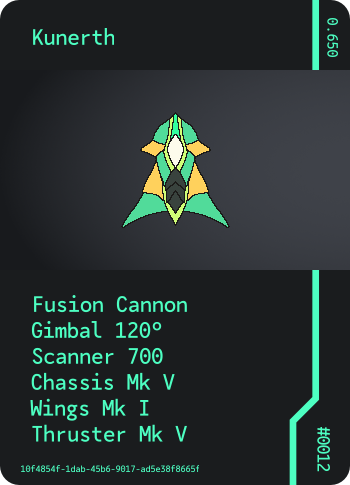 Kunerth
0.650
Fusion Cannon
Gimbal 120°
Scanner 700
Chassis Mk V
Wings Mk I
Thruster Mk V
#0012
10f4854f-1dab-45b6-9017-ad5e38f8665f